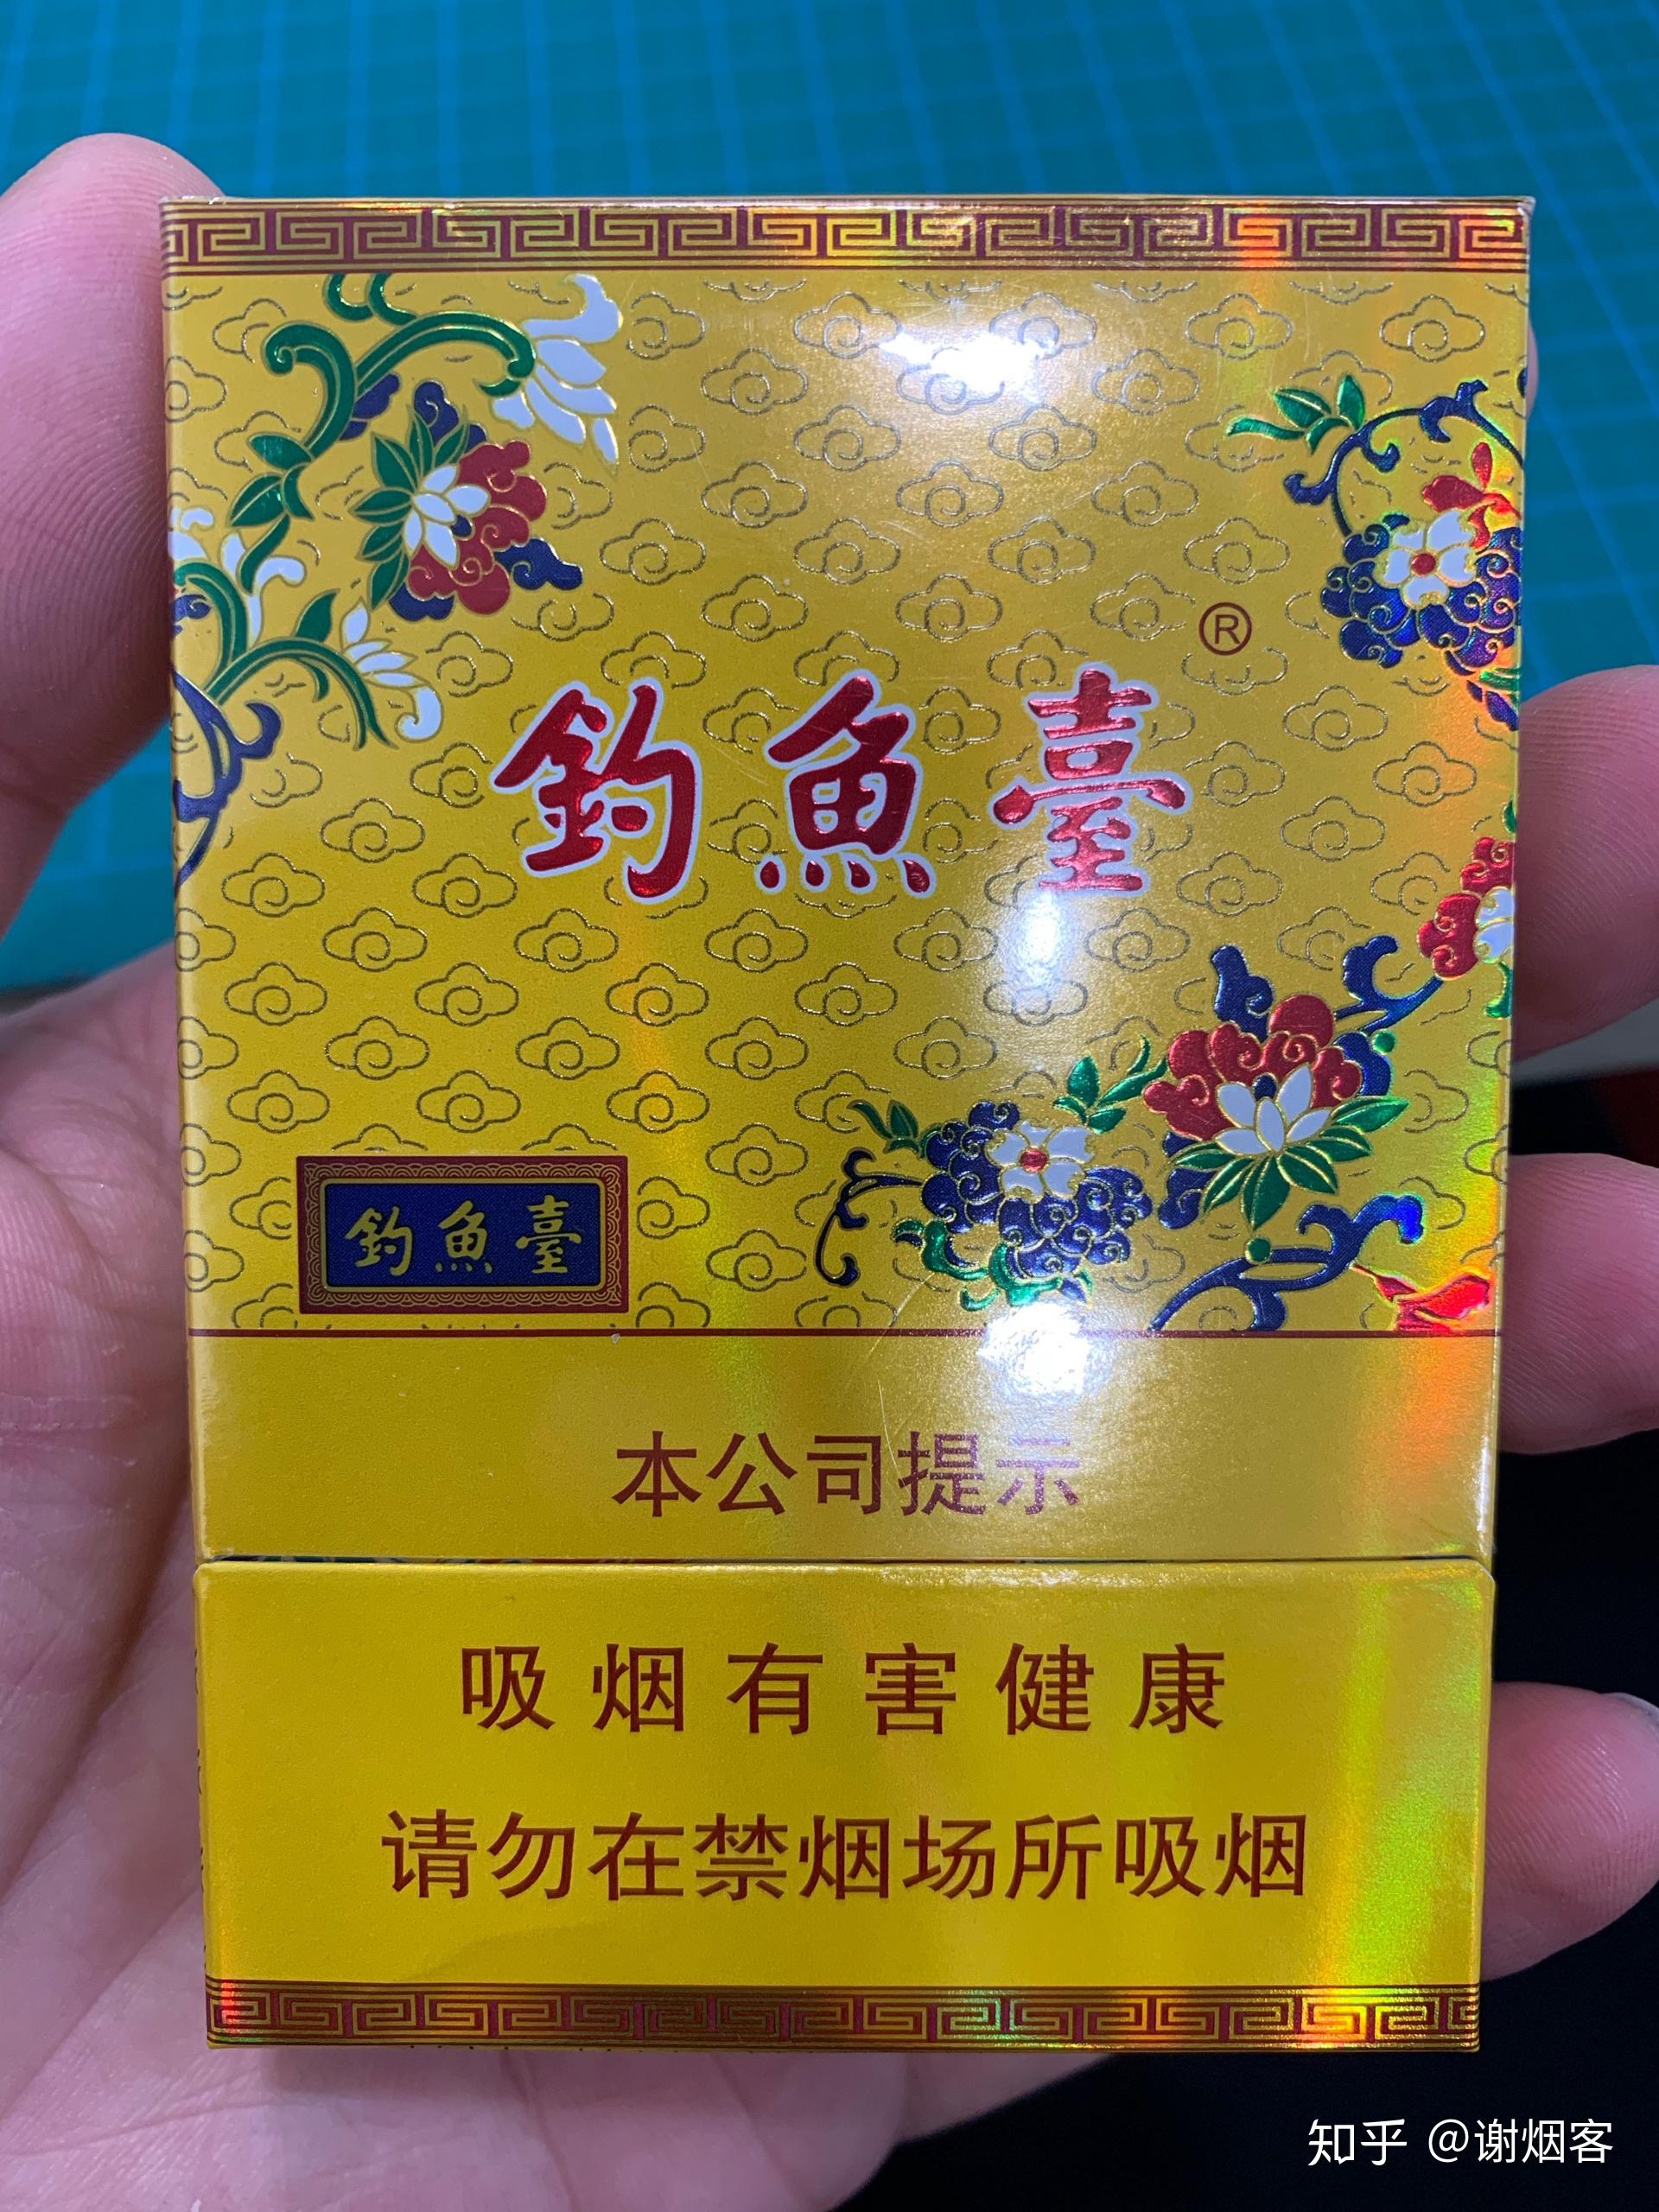 ®
釣魚臺
釣魚臺
本公司提示
吸烟有害健康
请勿在禁烟场所吸烟
知乎 @谢烟客